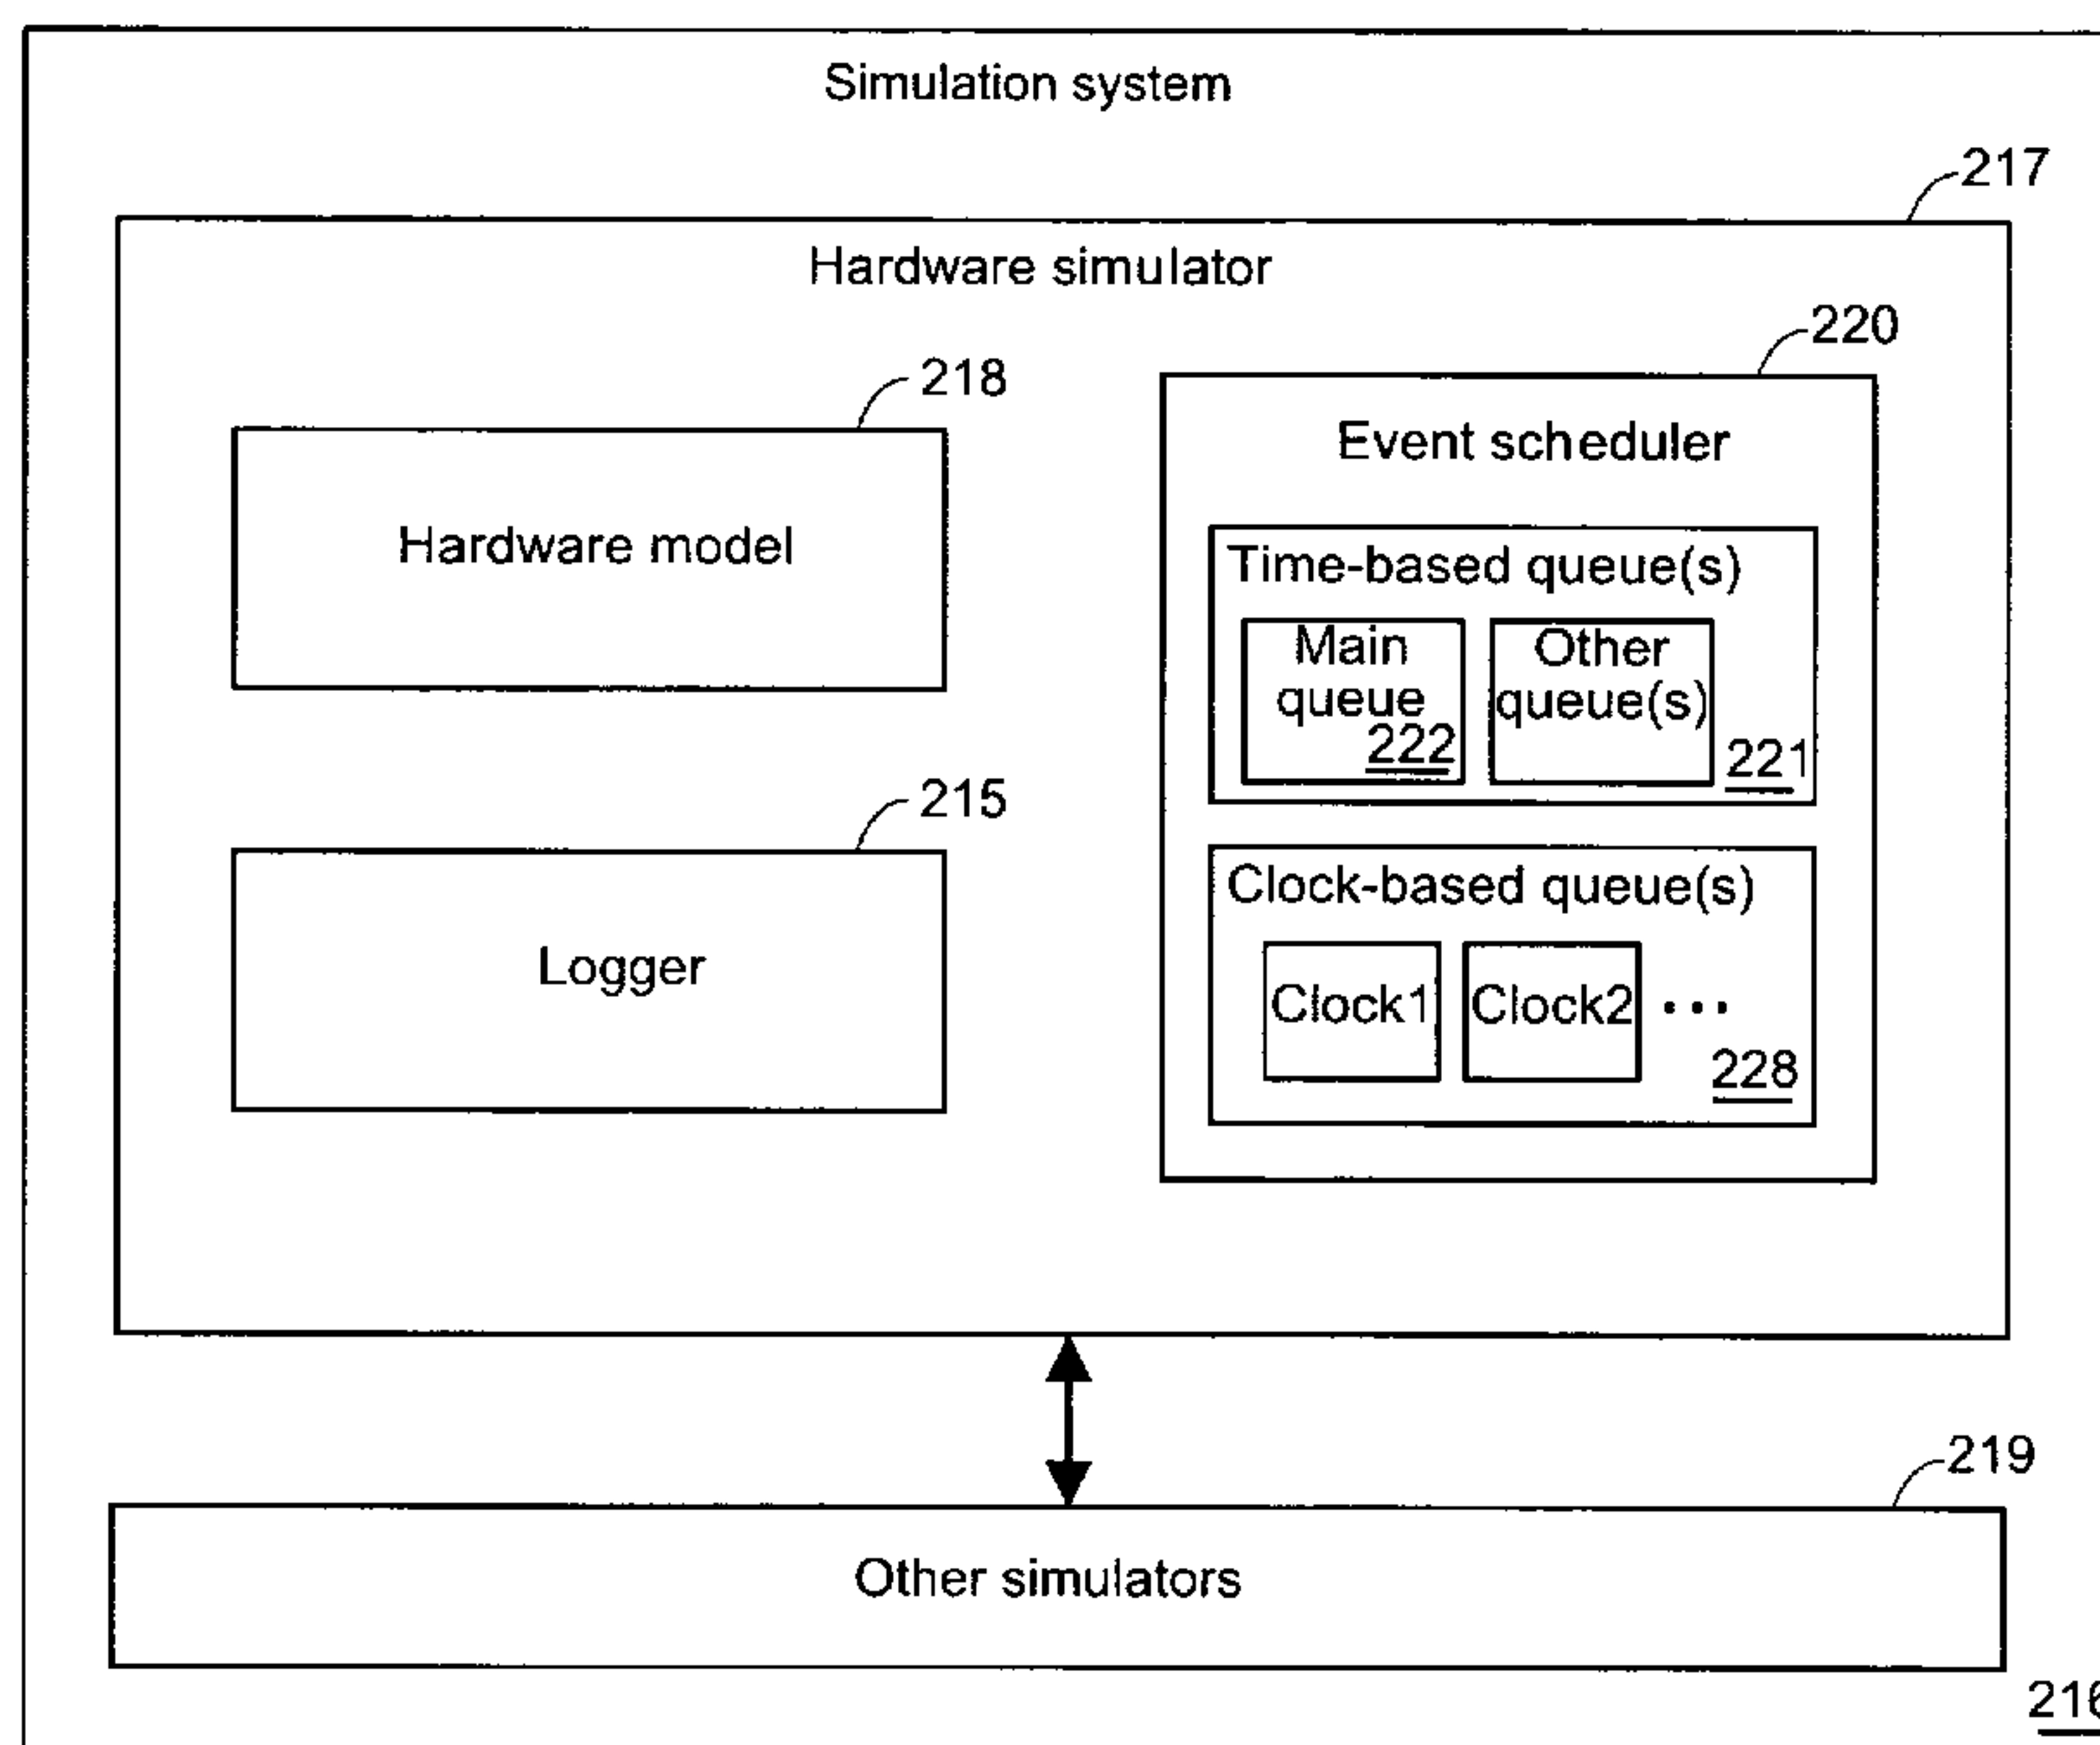 Simulation system
217
Hardware simulator
220
218
Event scheduler
Hardware model
Time-based queue(s)
Main
queue
222
Other
queue(s)
221
215
Logger
Clock-based queue(s)
Clock1
Clock2
...
228
219
Other simulators
216